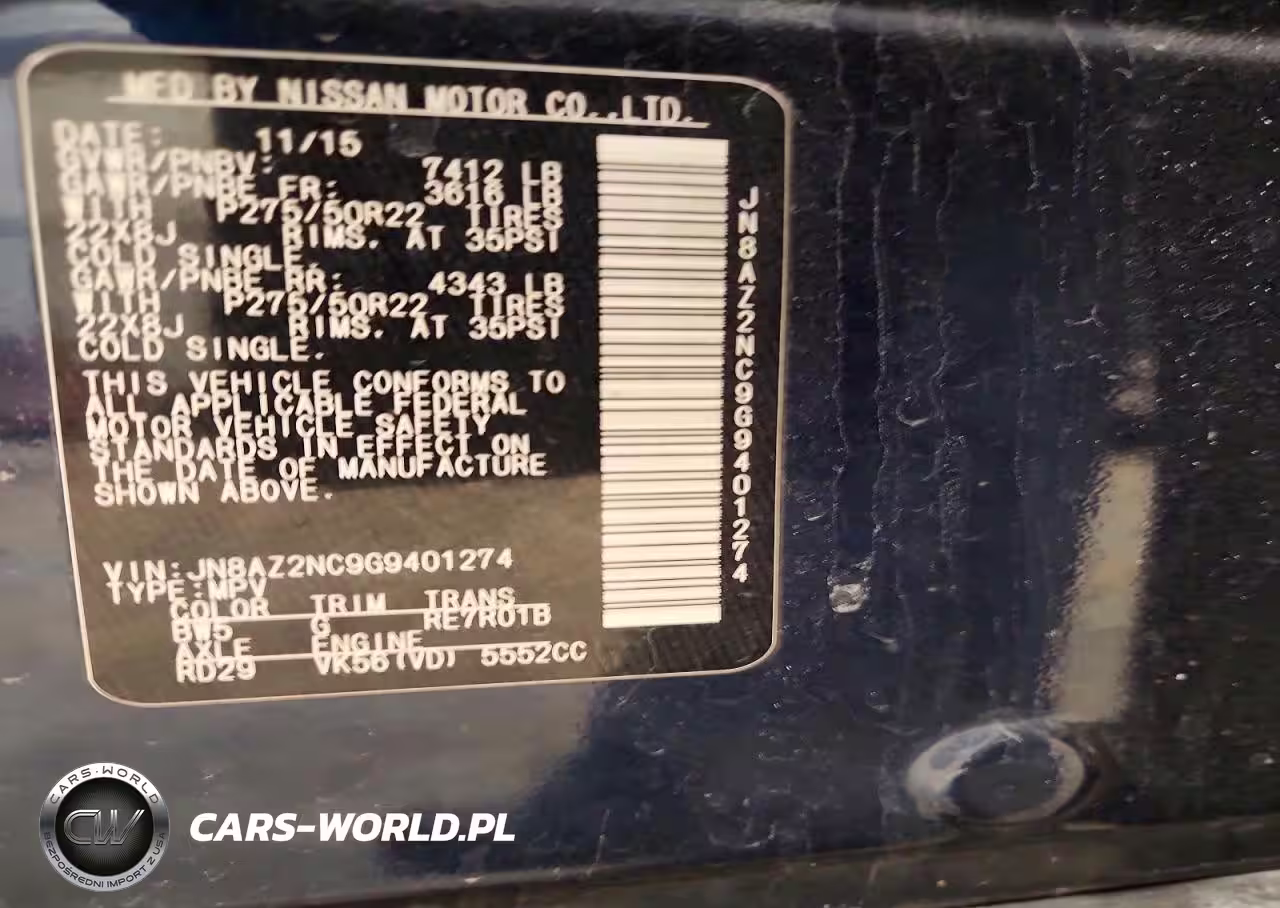 MFD BY NISSAN MOTOR CO.,LTD.
DATE: 11/15
GVWR/PNBV: 7412 LB
GAWR/PNBE FR: 3616 LB
WITH P275/50R22 TIRES
22X8J RIMS. AT 35PSI
COLD SINGLE.
GAWR/PNBE RR: 4343 LB
WITH P275/50R22 TIRES
22X8J RIMS. AT 35PSI
COLD SINGLE.
THIS VEHICLE CONFORMS TO
ALL APPLICABLE FEDERAL
MOTOR VEHICLE SAFETY
STANDARDS IN EFFECT ON
THE DATE OF MANUFACTURE
SHOWN ABOVE.
VIN:JN8AZ2NC9G9401274
TYPE:MPV
COLOR TRIM TRANS
BW5 G RE7R01B
AXLE ENGINE
RD29 VK56(VD) 5552CC
JN8AZ2NC9G9401274
CARS-WORLD
CW
BEZPOŚREDNI IMPORT Z USA
CARS-WORLD.PL